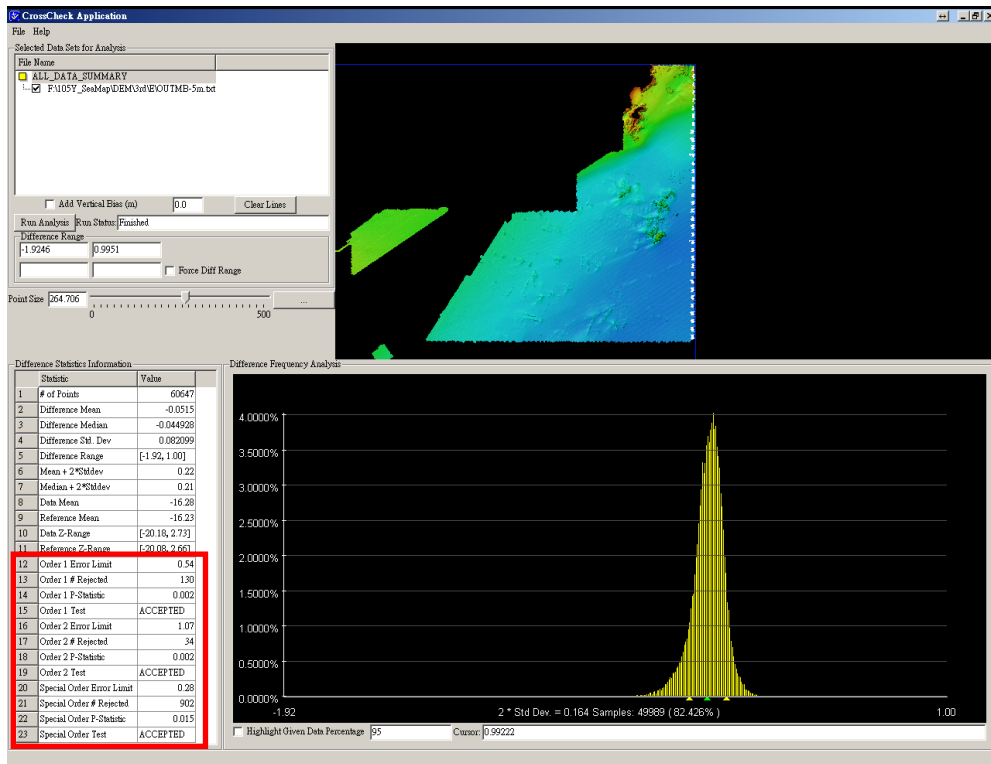 CrossCheck Application
File Help
Selected Data Sets for Analysis
File Name
ALL_DATA_SUMMARY
F:\105Y_SeaMap\DEM\3rd\E\OUTMB-5m.txt
Add Vertical Bias (m) 0.0 Clear Lines
Run Analysis Run Status: Finished
Difference Range
-1.9246 0.9951
Force Diff Range
Point Size 264.706 ...
0 500
Difference Statistics Information
Statistic Value
1 # of Points 60647
2 Difference Mean -0.0515
3 Difference Median -0.044928
4 Difference Std. Dev 0.082099
5 Difference Range [-1.92, 1.00]
6 Mean + 2*Stddev 0.22
7 Median + 2*Stddev 0.21
8 Data Mean -16.28
9 Reference Mean -16.23
10 Data Z-Range [-20.18, 2.73]
11 Reference Z-Range [-20.08, 2.66]
12 Order 1 Error Limit 0.54
13 Order 1 # Rejected 130
14 Order 1 P-Statistic 0.002
15 Order 1 Test ACCEPTED
16 Order 2 Error Limit 1.07
17 Order 2 # Rejected 34
18 Order 2 P-Statistic 0.002
19 Order 2 Test ACCEPTED
20 Special Order Error Limit 0.28
21 Special Order # Rejected 902
22 Special Order P-Statistic 0.015
23 Special Order Test ACCEPTED
Difference Frequency Analysis
4.0000%
3.5000%
3.0000%
2.5000%
2.0000%
1.5000%
1.0000%
0.5000%
0.0000%
-1.92 2 * Std Dev. = 0.164 Samples: 49989 ( 82.426% ) 1.00
Highlight Given Data Percentage 95 Cursor: 0.99222